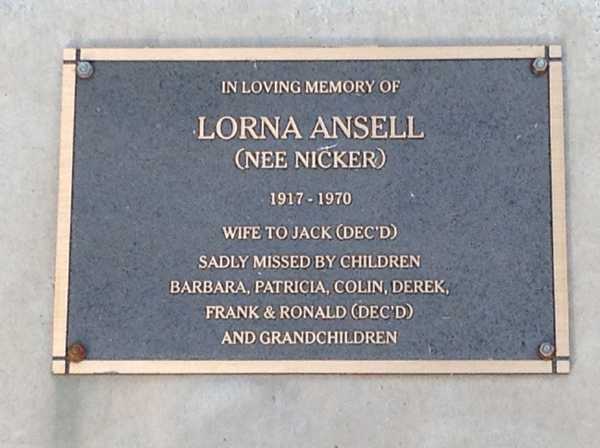 IN LOVING MEMORY OF
LORNA ANSELL
(NEE NICKER)
1917 - 1970
WIFE TO JACK (DEC'D)
SADLY MISSED BY CHILDREN
BARBARA, PATRICIA, COLIN, DEREK,
FRANK & RONALD (DEC'D)
AND GRANDCHILDREN